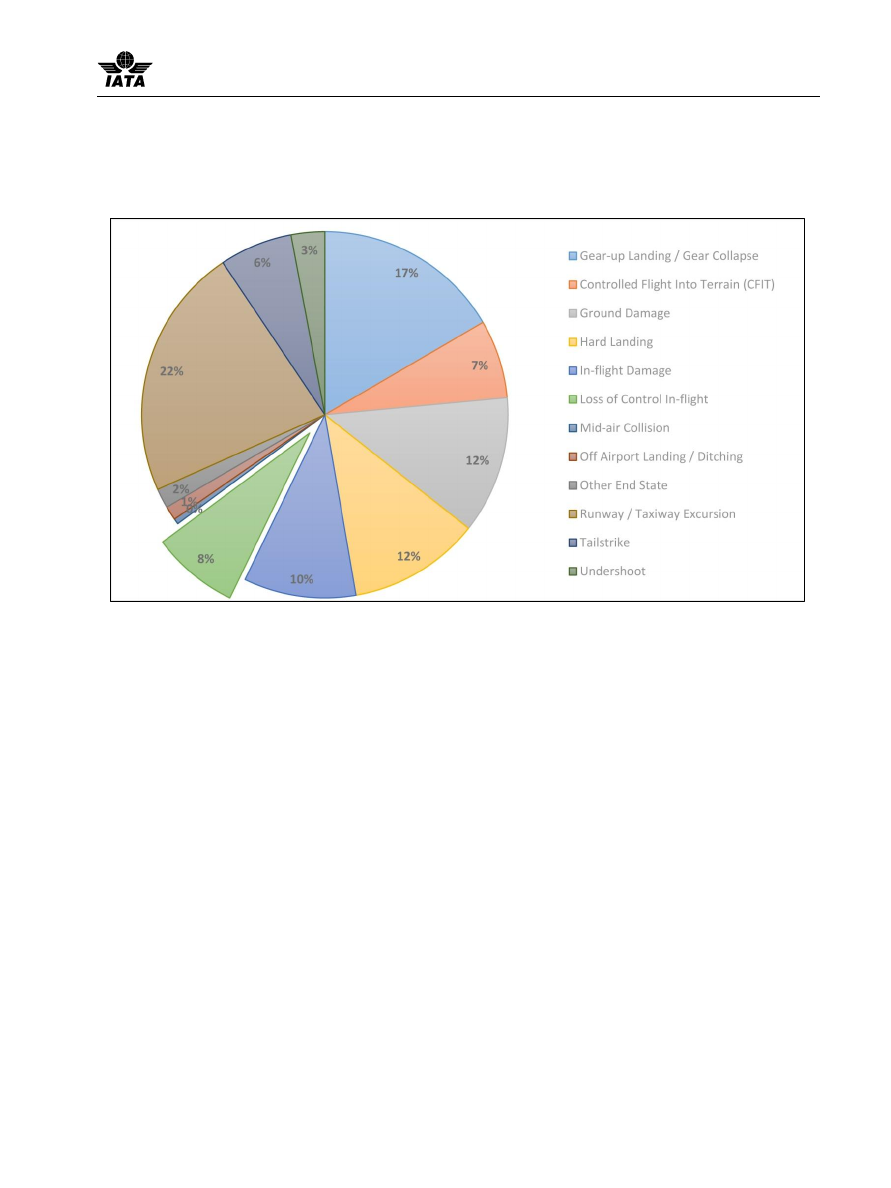 IATA
3%
6%
17%
22%
7%
12%
2%
1%
0%
8%
12%
10%
Gear-up Landing / Gear Collapse
Controlled Flight Into Terrain (CFIT)
Ground Damage
Hard Landing
In-flight Damage
Loss of Control In-flight
Mid-air Collision
Off Airport Landing / Ditching
Other End State
Runway / Taxiway Excursion
Tailstrike
Undershoot